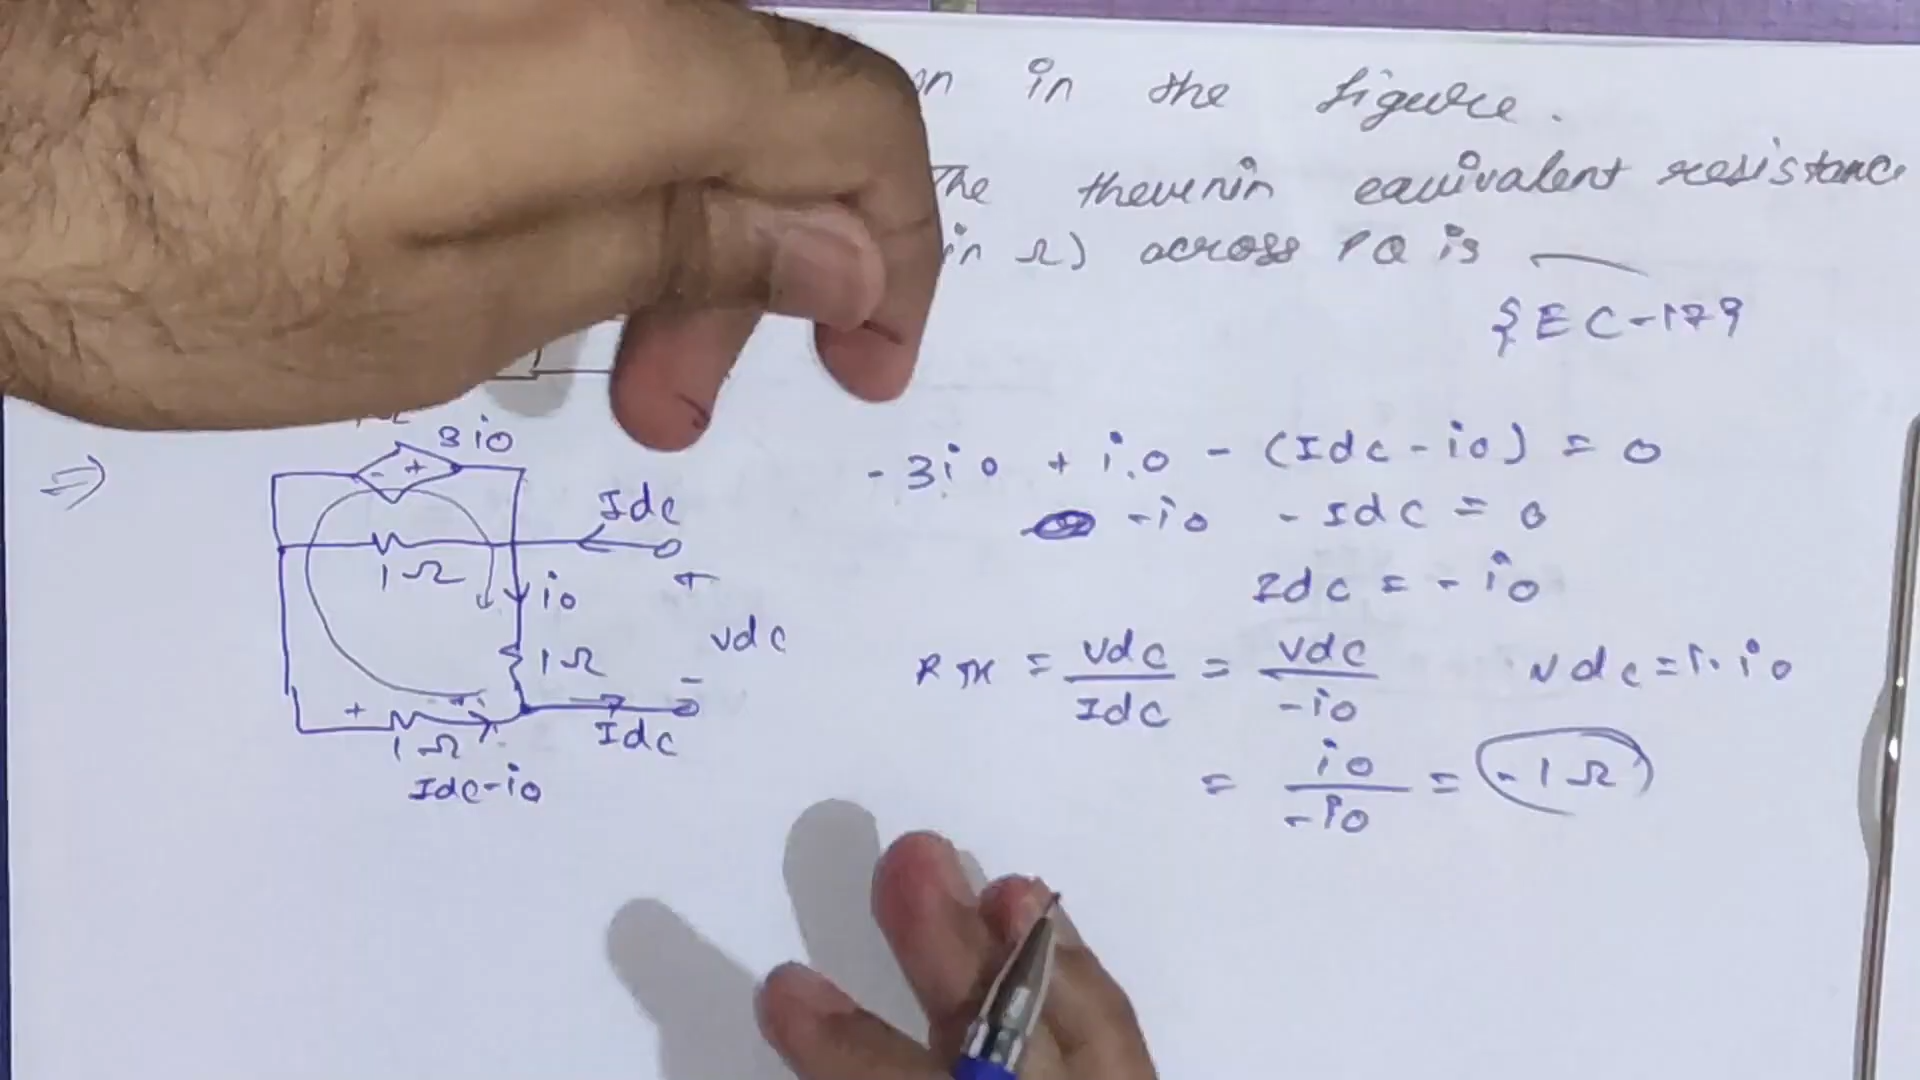 in the figure.
The thevenin equivalent resistance
in Ω) across PQ is
{EC-17}
3io
- +
Idc
1Ω
+
io
vdc
1Ω
-
+
Idc
1Ω
Idc-io
-3io + io - (Idc-io) = 0
-io - Idc = 0
Idc = -io
RTH = vdc/Idc = vdc/-io vdc = 1.io
= io/-io = -1Ω